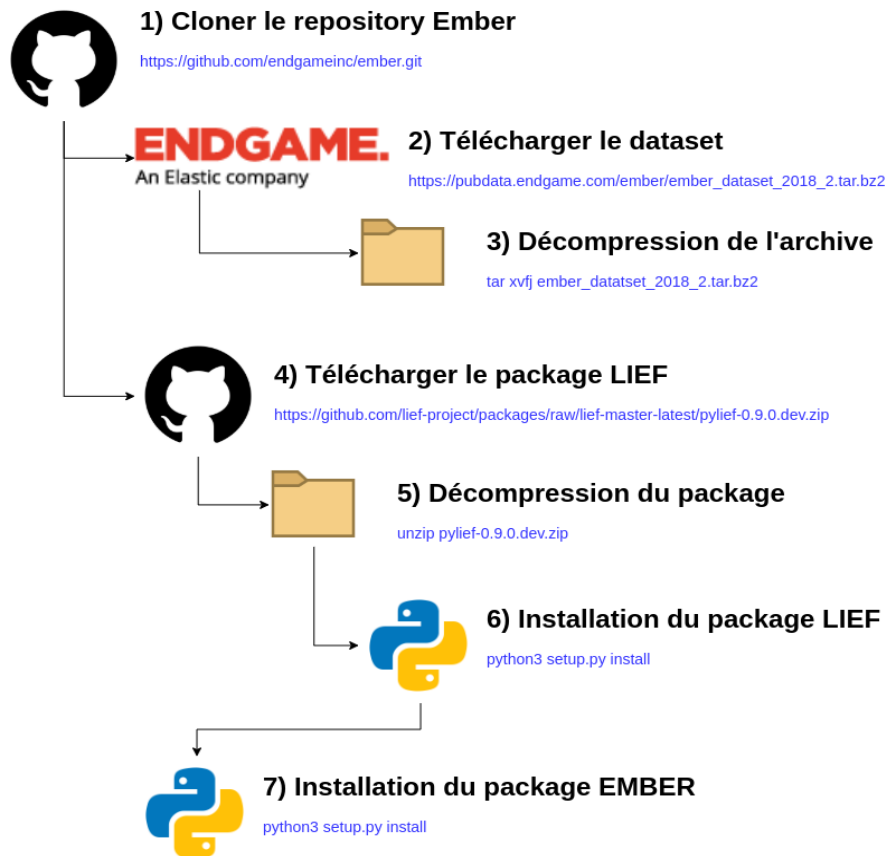 1) Cloner le repository Ember
https://github.com/endgameinc/ember.git
ENDGAME.
An Elastic company
2) Télécharger le dataset
https://pubdata.endgame.com/ember/ember_dataset_2018_2.tar.bz2
3) Décompression de l'archive
tar xvfj ember_datatset_2018_2.tar.bz2
4) Télécharger le package LIEF
https://github.com/lief-project/packages/raw/lief-master-latest/pylief-0.9.0.dev.zip
5) Décompression du package
unzip pylief-0.9.0.dev.zip
6) Installation du package LIEF
python3 setup.py install
7) Installation du package EMBER
python3 setup.py install